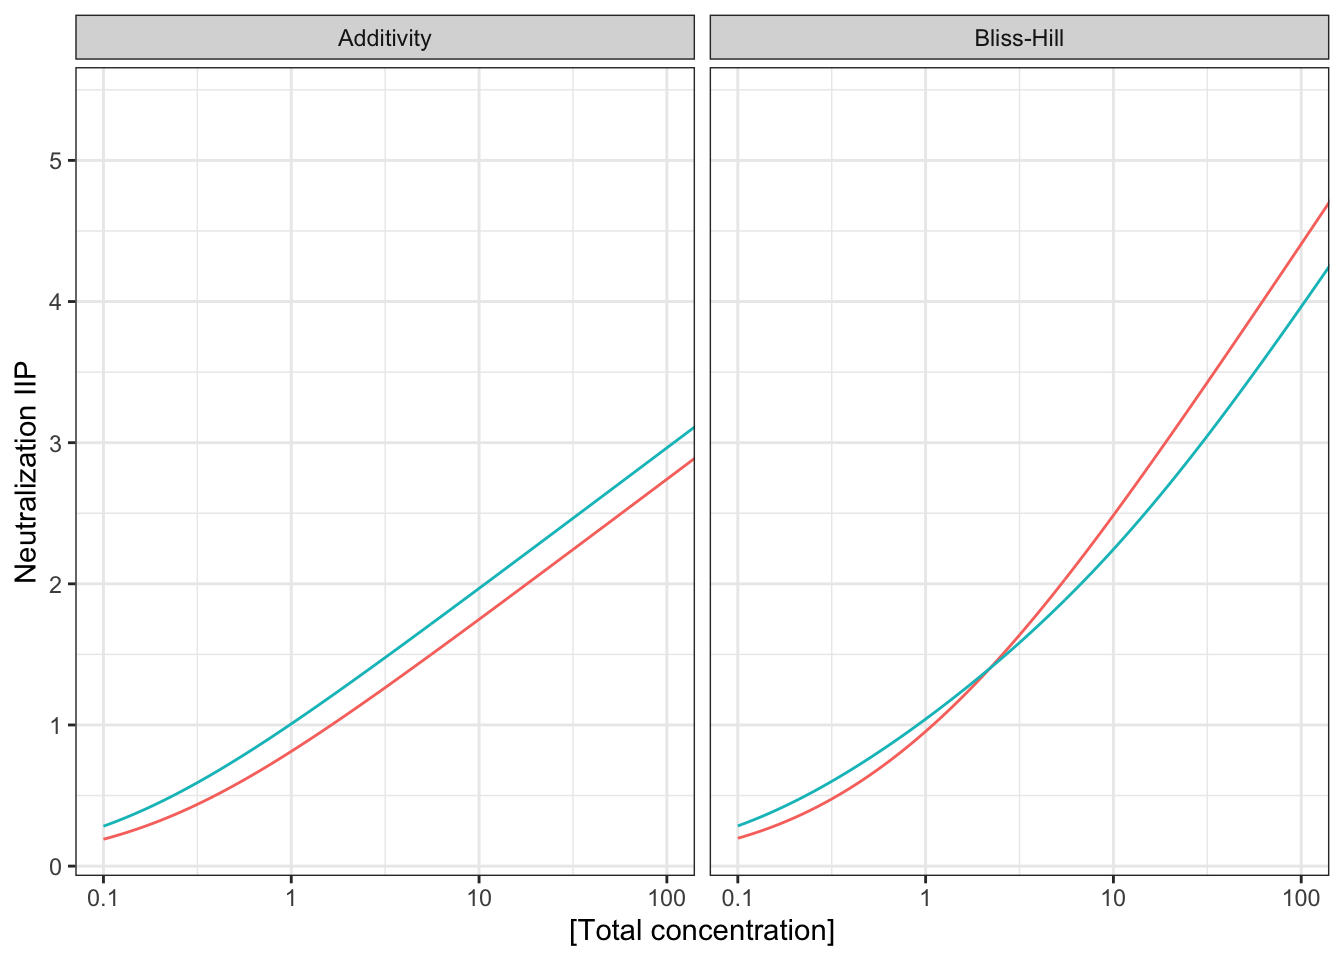 Additivity
Bliss-Hill
Neutralization IIP
5
4
3
2
1
0
0.1 1 10 100
0.1 1 10 100
[Total concentration]